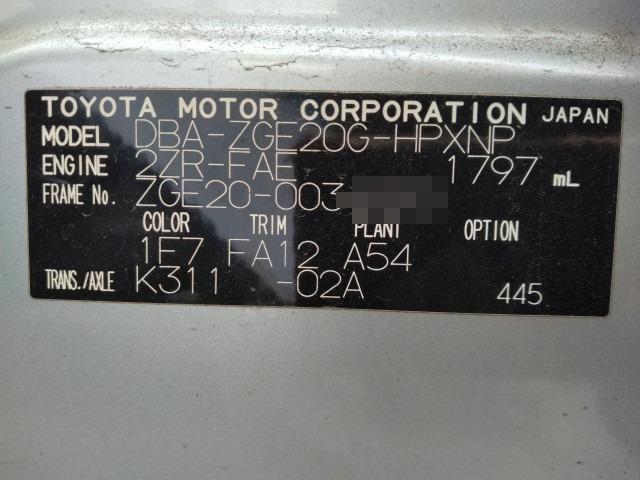 TOYOTA MOTOR CORPORATION JAPAN
MODEL DBA-ZGE20G-HPXNP
ENGINE 2ZR-FAE 1797 mL
FRAME No. ZGE20-003
COLOR TRIM PLANT OPTION
1F7 FA12 A54
TRANS./AXLE K311 -02A 445